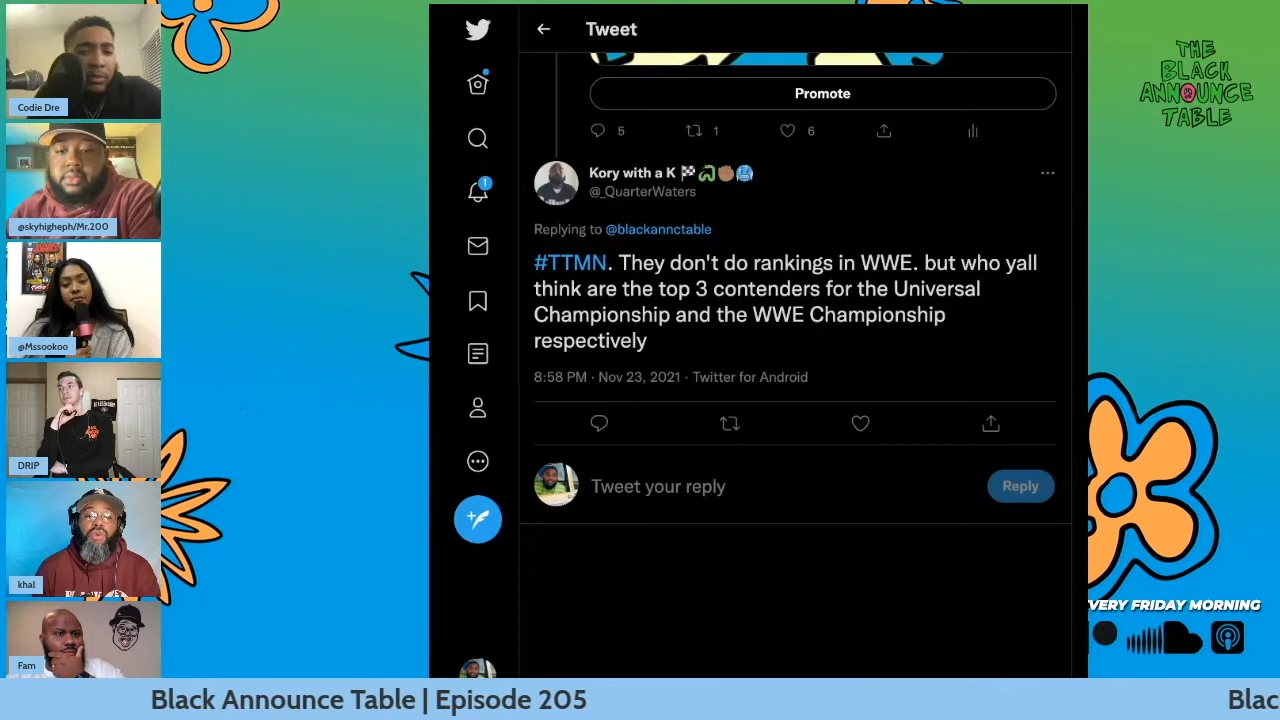 Codie Dre
@skyhigheph/Mr.200
@Mssookoo
DRIP
khal
Fam
Tweet
Promote
5
1
6
Kory with a K
@_QuarterWaters
Replying to @blackannctable
#TTMN. They don't do rankings in WWE. but who yall
think are the top 3 contenders for the Universal
Championship and the WWE Championship
respectively
8:58 PM · Nov 23, 2021 · Twitter for Android
Tweet your reply
Reply
1
THE
BLACK
ANNOUNCE
TABLE
EVERY FRIDAY MORNING
Black Announce Table | Episode 205
Blac